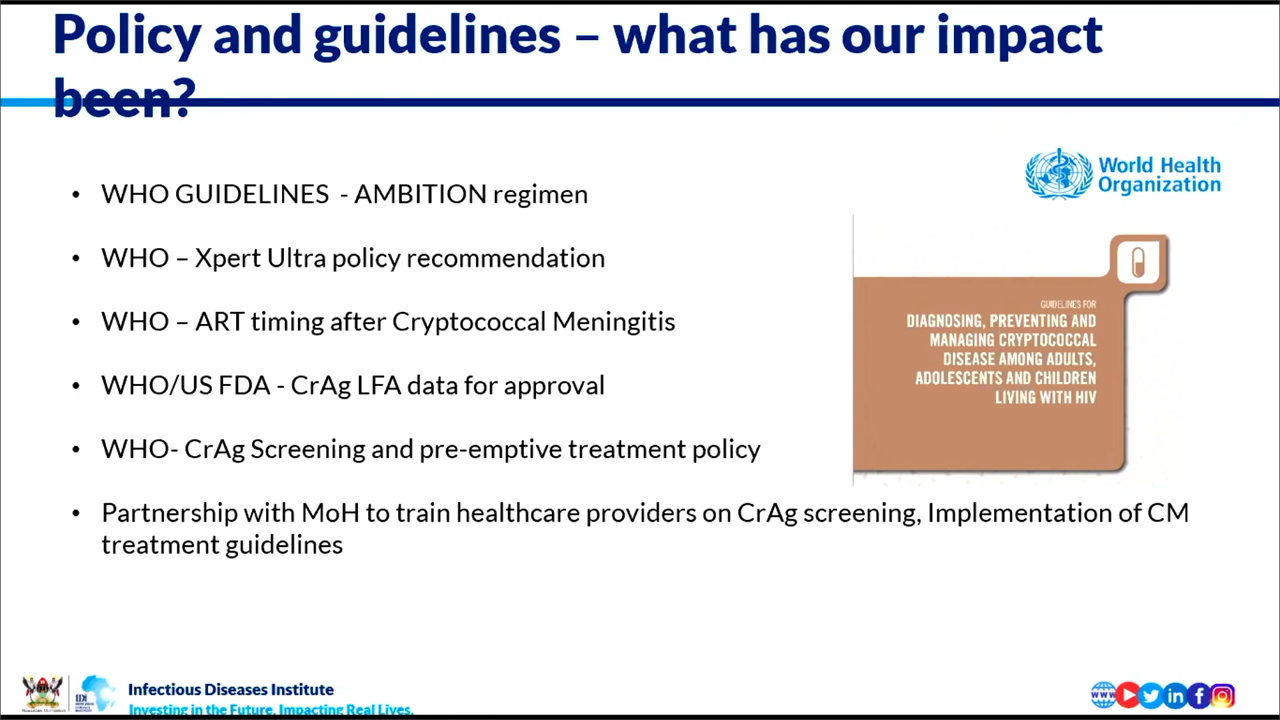 Policy and guidelines – what has our impact
been?
World Health
Organization
• WHO GUIDELINES - AMBITION regimen
• WHO – Xpert Ultra policy recommendation
• WHO – ART timing after Cryptococcal Meningitis
• WHO/US FDA - CrAg LFA data for approval
• WHO- CrAg Screening and pre-emptive treatment policy
• Partnership with MoH to train healthcare providers on CrAg screening, Implementation of CM
treatment guidelines
GUIDELINES FOR
DIAGNOSING, PREVENTING AND
MANAGING CRYPTOCOCCAL
DISEASE AMONG ADULTS,
ADOLESCENTS AND CHILDREN
LIVING WITH HIV
IDI
Infectious Diseases Institute
Investing in the Future. Impacting Real Lives.